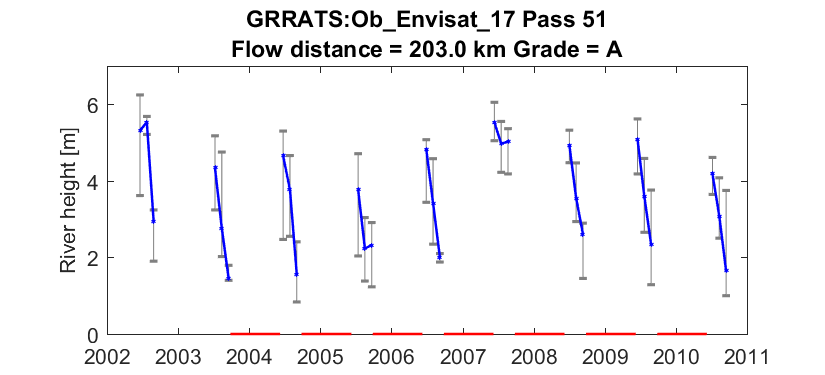 GRRATS:Ob_Envisat_17 Pass 51
Flow distance = 203.0 km Grade = A
River height [m]
6
4
2
0
2002 2003 2004 2005 2006 2007 2008 2009 2010 2011